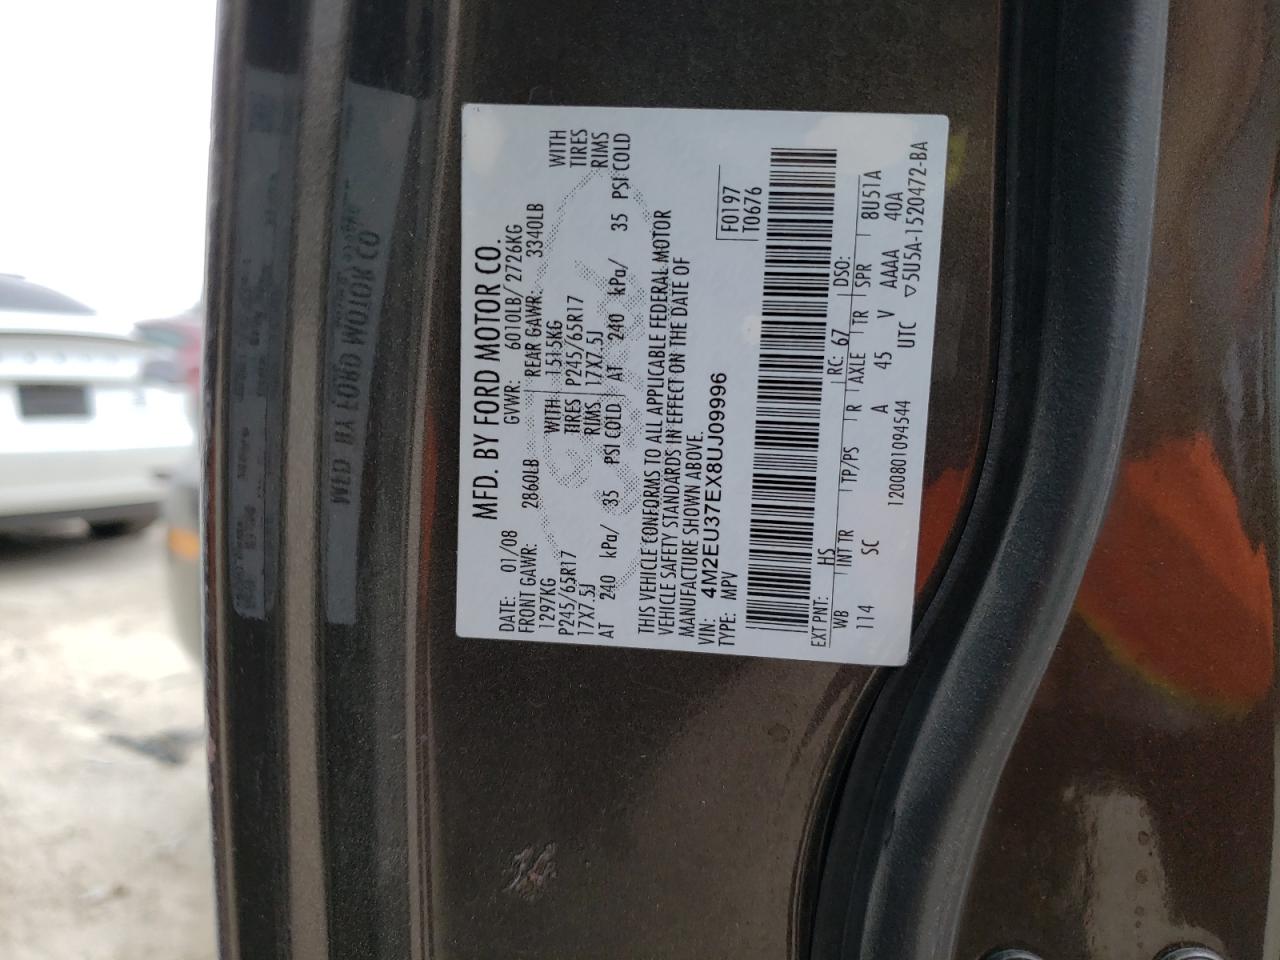 MFD. BY FORD MOTOR CO.
DATE: 01/08 GVWR: 6010LB/ 2726KG
FRONT GAWR: 2860LB REAR GAWR: 3340LB
1297KG WITH 1515KG WITH
P245/65R17 TIRES P245/65R17 TIRES
17X7.5J RIMS 17X7.5J RIMS
AT 240 kPa/ 35 PSI COLD AT 240 kPa/ 35 PSI COLD
THIS VEHICLE CONFORMS TO ALL APPLICABLE FEDERAL MOTOR
VEHICLE SAFETY STANDARDS IN EFFECT ON THE DATE OF
MANUFACTURE SHOWN ABOVE.
VIN: 4M2EU37EX8UJ09996 F0197
TYPE: MPV T0676
EXT PNT: HS RC: 67 DSO:
WB INT TR TP/PS R AXLE TR SPR 8U51A
114 SC A 45 V AAAA 40A
1200801094544 UTC ▽5U5A-1520472-BA
MFD. BY FORD MOTOR CO